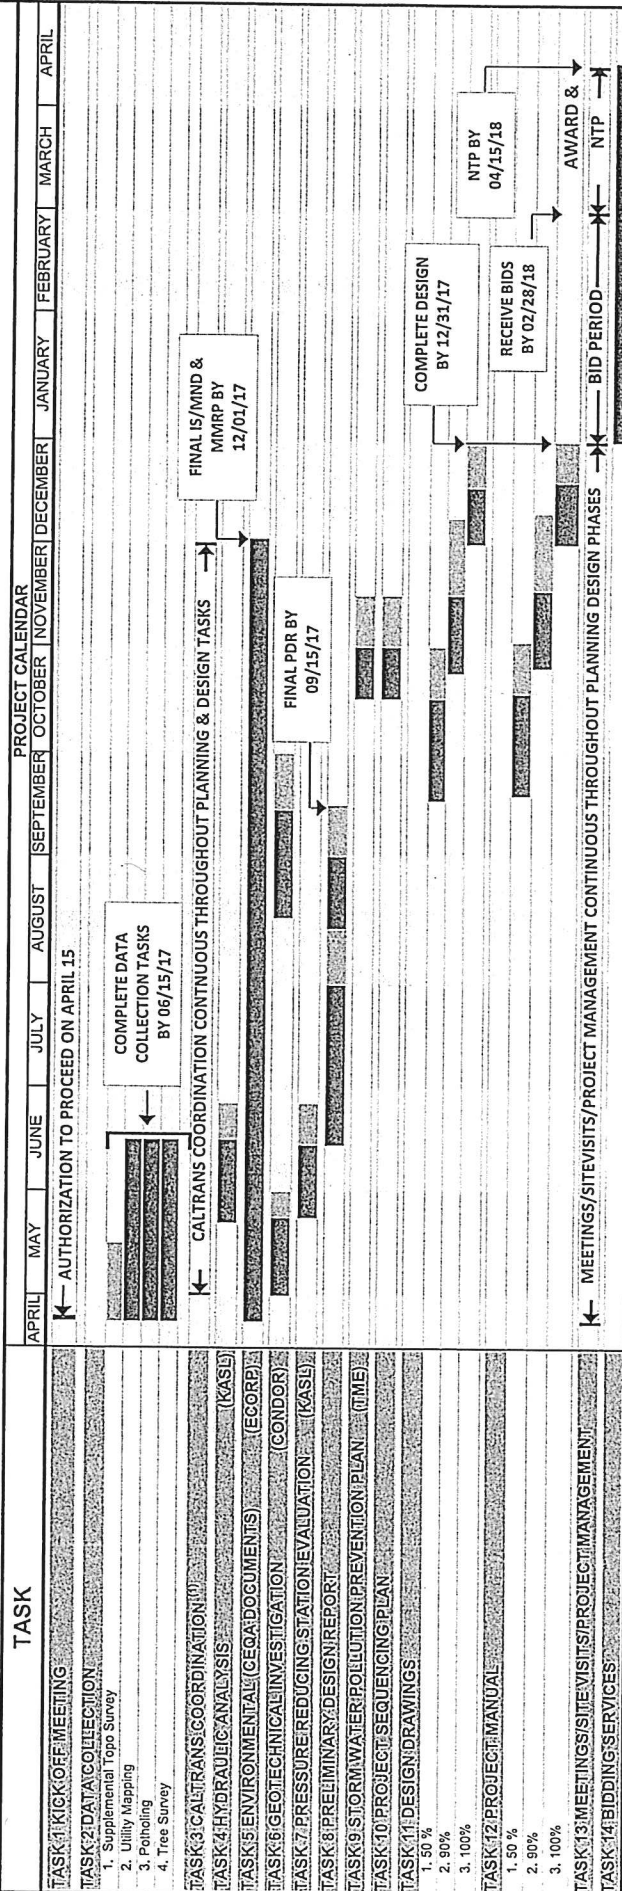 TASK
PROJECT CALENDAR
APRIL MAY JUNE JULY AUGUST SEPTEMBER OCTOBER NOVEMBER DECEMBER JANUARY FEBRUARY MARCH APRIL
TASK 1 KICK OFF MEETING
AUTHORIZATION TO PROCEED ON APRIL 15
TASK 2 DATA COLLECTION
1. Supplemental Topo Survey
2. Utility Mapping
3. Potholing
4. Tree Survey
COMPLETE DATA
COLLECTION TASKS
BY 06/15/17
TASK 3 CALTRANS COORDINATION (1)
CALTRANS COORDINATION CONTNUOUS THROUGHOUT PLANNING & DESIGN TASKS
TASK 4 HYDRAULIC ANALYSIS (KASL)
FINAL IS/MND &
MMRP BY
12/01/17
TASK 5 ENVIRONMENTAL (CEQA DOCUMENTS) (ECORP)
TASK 6 GEOTECHNICAL INVESTIGATION (CONDOR)
TASK 7 PRESSURE REDUCING STATION EVALUATION (KASL)
FINAL PDR BY
09/15/17
TASK 8 PRELIMINARY DESIGN REPORT
TASK 9 STORM WATER POLLUTION PREVENTION PLAN (TME)
TASK 10 PROJECT SEQUENCING PLAN
TASK 11 DESIGN DRAWINGS
1. 50 %
2. 90%
3. 100%
COMPLETE DESIGN
BY 12/31/17
TASK 12 PROJECT MANUAL
1. 50 %
2. 90%
3. 100%
NTP BY
04/15/18
RECEIVE BIDS
BY 02/28/18
TASK 13 MEETINGS/SITE VISITS/PROJECT MANAGEMENT
MEETINGS/SITEVISITS/PROJECT MANAGEMENT CONTINUOUS THROUGHOUT PLANNING DESIGN PHASES
BID PERIOD
AWARD &
NTP
TASK 14 BIDDING SERVICES